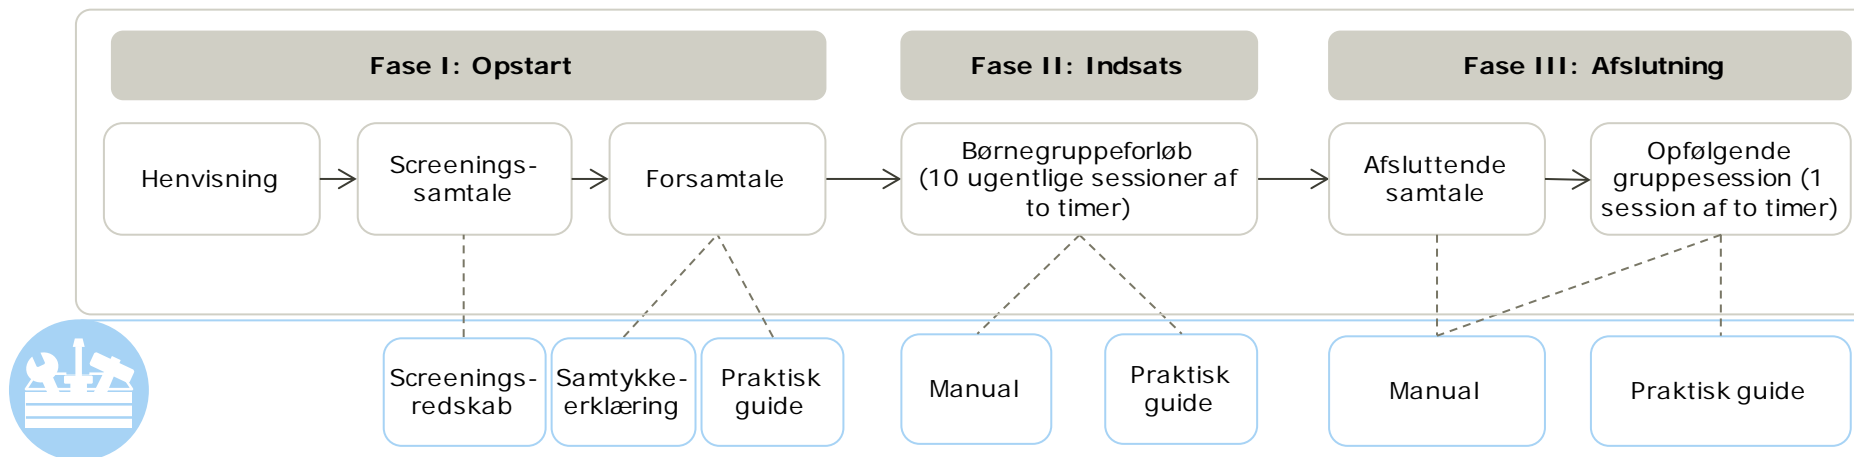 Fase I: Opstart
Fase II: Indsats
Fase III: Afslutning
Henvisning
Screenings-
samtale
Forsamtale
Børnegruppeforløb
(10 ugentlige sessioner af
to timer)
Afsluttende
samtale
Opfølgende
gruppesession (1
session af to timer)
Screenings-
redskab
Samtykke-
erklæring
Praktisk
guide
Manual
Praktisk
guide
Manual
Praktisk guide